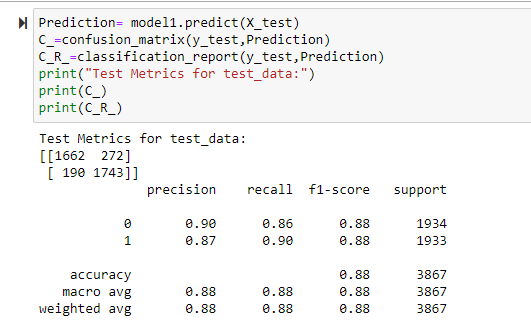 Prediction= model1.predict(X_test)
C_=confusion_matrix(y_test,Prediction)
C_R_=classification_report(y_test,Prediction)
print("Test Metrics for test_data:")
print(C_)
print(C_R_)
Test Metrics for test_data:
[[1662  272]
 [ 190 1743]]
              precision    recall  f1-score   support
           0       0.90      0.86      0.88      1934
           1       0.87      0.90      0.88      1933
    accuracy                           0.88      3867
   macro avg       0.88      0.88      0.88      3867
weighted avg       0.88      0.88      0.88      3867